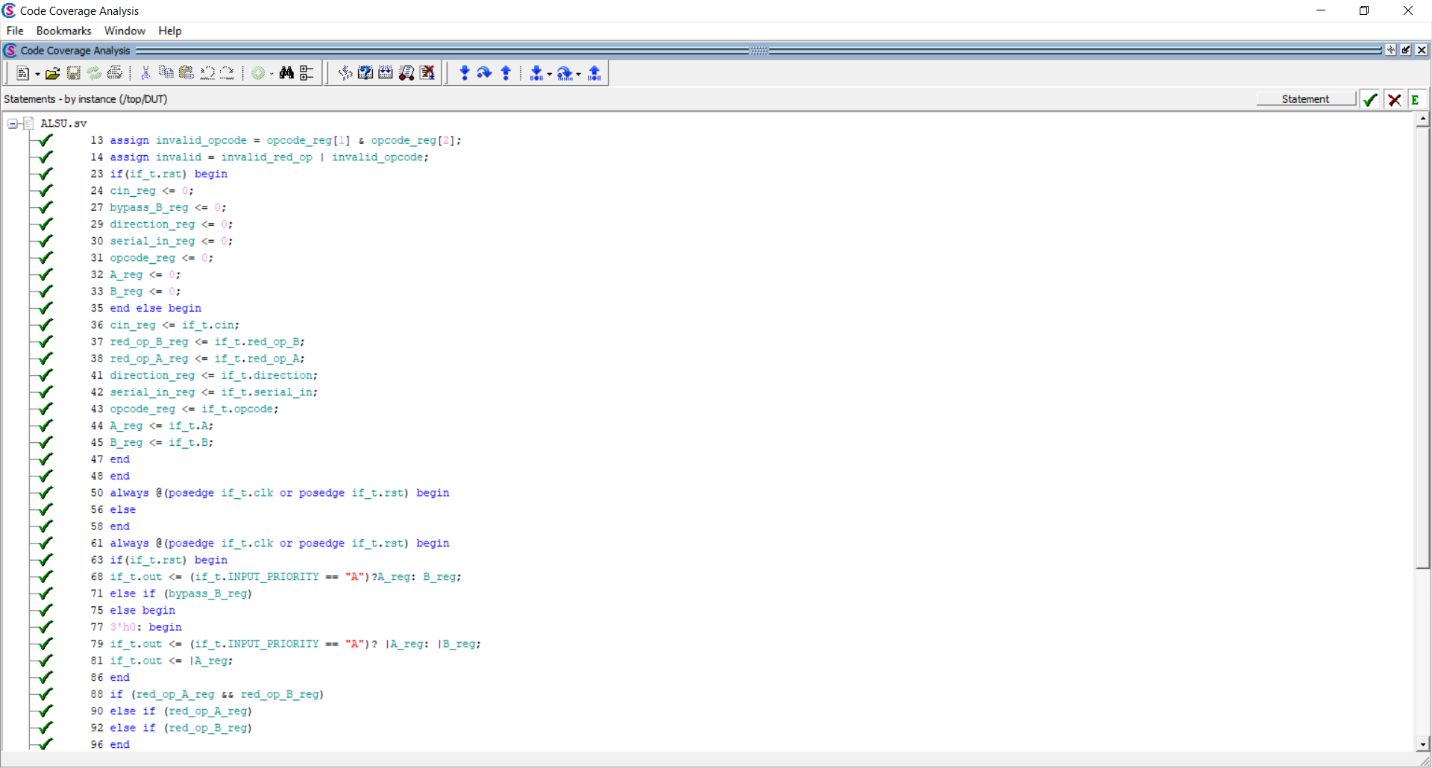 Code Coverage Analysis
File Bookmarks Window Help
Code Coverage Analysis
Statements - by instance (/top/DUT)
Statement
E
ALSU.sv
13 assign invalid_opcode = opcode_reg[1] & opcode_reg[2];
14 assign invalid = invalid_red_op | invalid_opcode;
23 if(if_t.rst) begin
24 cin_reg <= 0;
27 bypass_B_reg <= 0;
29 direction_reg <= 0;
30 serial_in_reg <= 0;
31 opcode_reg <= 0;
32 A_reg <= 0;
33 B_reg <= 0;
35 end else begin
36 cin_reg <= if_t.cin;
37 red_op_B_reg <= if_t.red_op_B;
38 red_op_A_reg <= if_t.red_op_A;
41 direction_reg <= if_t.direction;
42 serial_in_reg <= if_t.serial_in;
43 opcode_reg <= if_t.opcode;
44 A_reg <= if_t.A;
45 B_reg <= if_t.B;
47 end
48 end
50 always @(posedge if_t.clk or posedge if_t.rst) begin
56 else
58 end
61 always @(posedge if_t.clk or posedge if_t.rst) begin
63 if(if_t.rst) begin
68 if_t.out <= (if_t.INPUT_PRIORITY == "A")?A_reg: B_reg;
71 else if (bypass_B_reg)
75 else begin
77 3'h0: begin
79 if_t.out <= (if_t.INPUT_PRIORITY == "A")? |A_reg: |B_reg;
81 if_t.out <= |A_reg;
86 end
88 if (red_op_A_reg && red_op_B_reg)
90 else if (red_op_A_reg)
92 else if (red_op_B_reg)
96 end